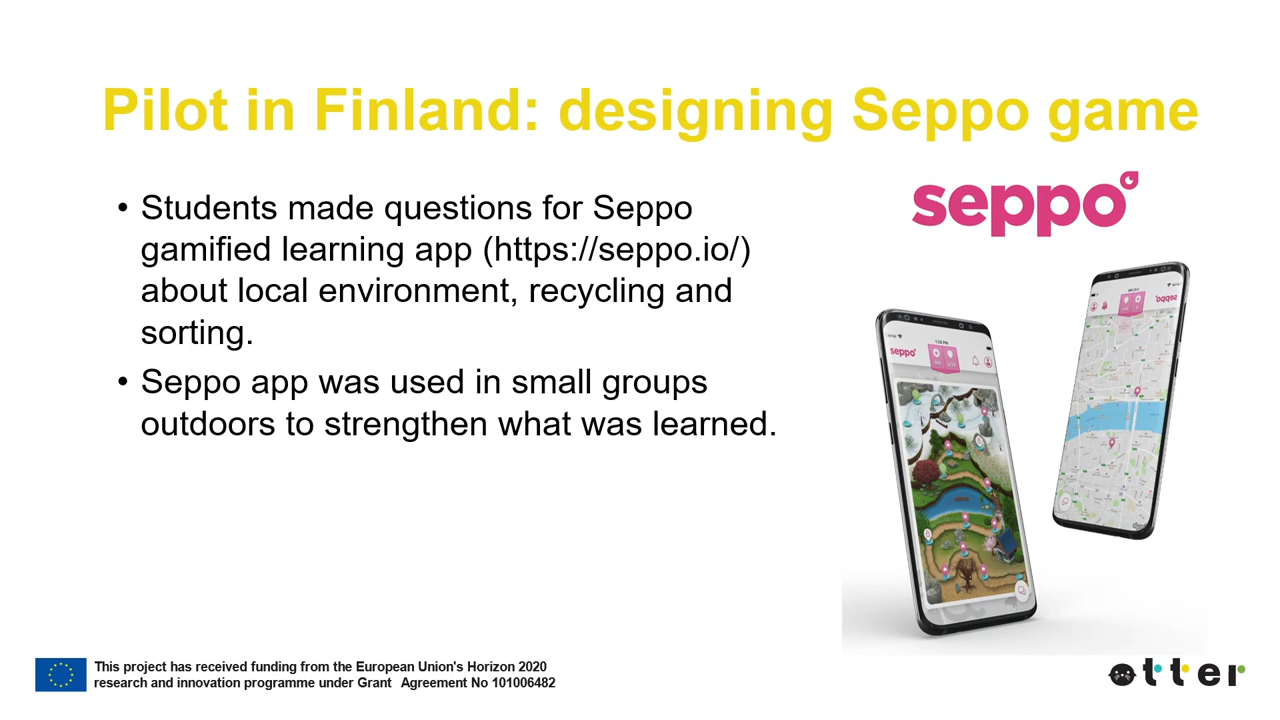 Pilot in Finland: designing Seppo game
• Students made questions for Seppo
gamified learning app (https://seppo.io/)
about local environment, recycling and
sorting.
• Seppo app was used in small groups
outdoors to strengthen what was learned.
seppo
seppo
seppo
This project has received funding from the European Union's Horizon 2020
research and innovation programme under Grant Agreement No 101006482
otter